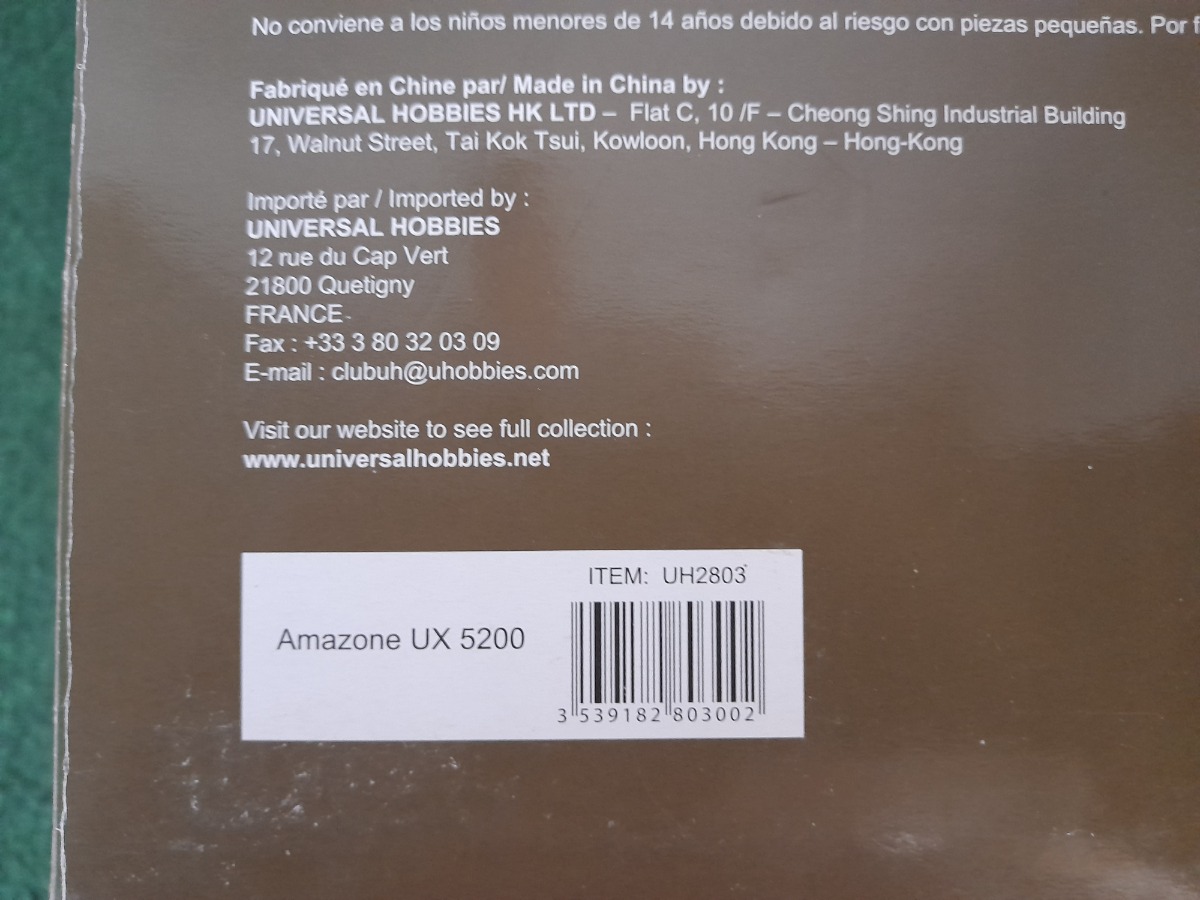 No conviene a los niños menores de 14 años debido al riesgo con piezas pequeñas. Por
Fabriqué en Chine par/ Made in China by :
UNIVERSAL HOBBIES HK LTD – Flat C, 10 /F – Cheong Shing Industrial Building
17, Walnut Street, Tai Kok Tsui, Kowloon, Hong Kong – Hong-Kong
Importé par / Imported by :
UNIVERSAL HOBBIES
12 rue du Cap Vert
21800 Quetigny
FRANCE
Fax : +33 3 80 32 03 09
E-mail : clubuh@uhobbies.com
Visit our website to see full collection :
www.universalhobbies.net
ITEM: UH2803
Amazone UX 5200
3 539182 803002